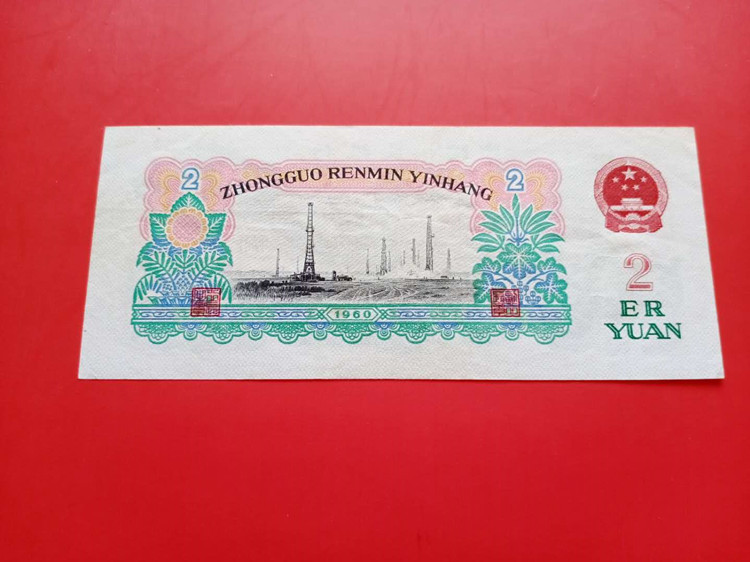 2
ZHONGGUO RENMIN YINHANG
2
1960
2
ER
YUAN